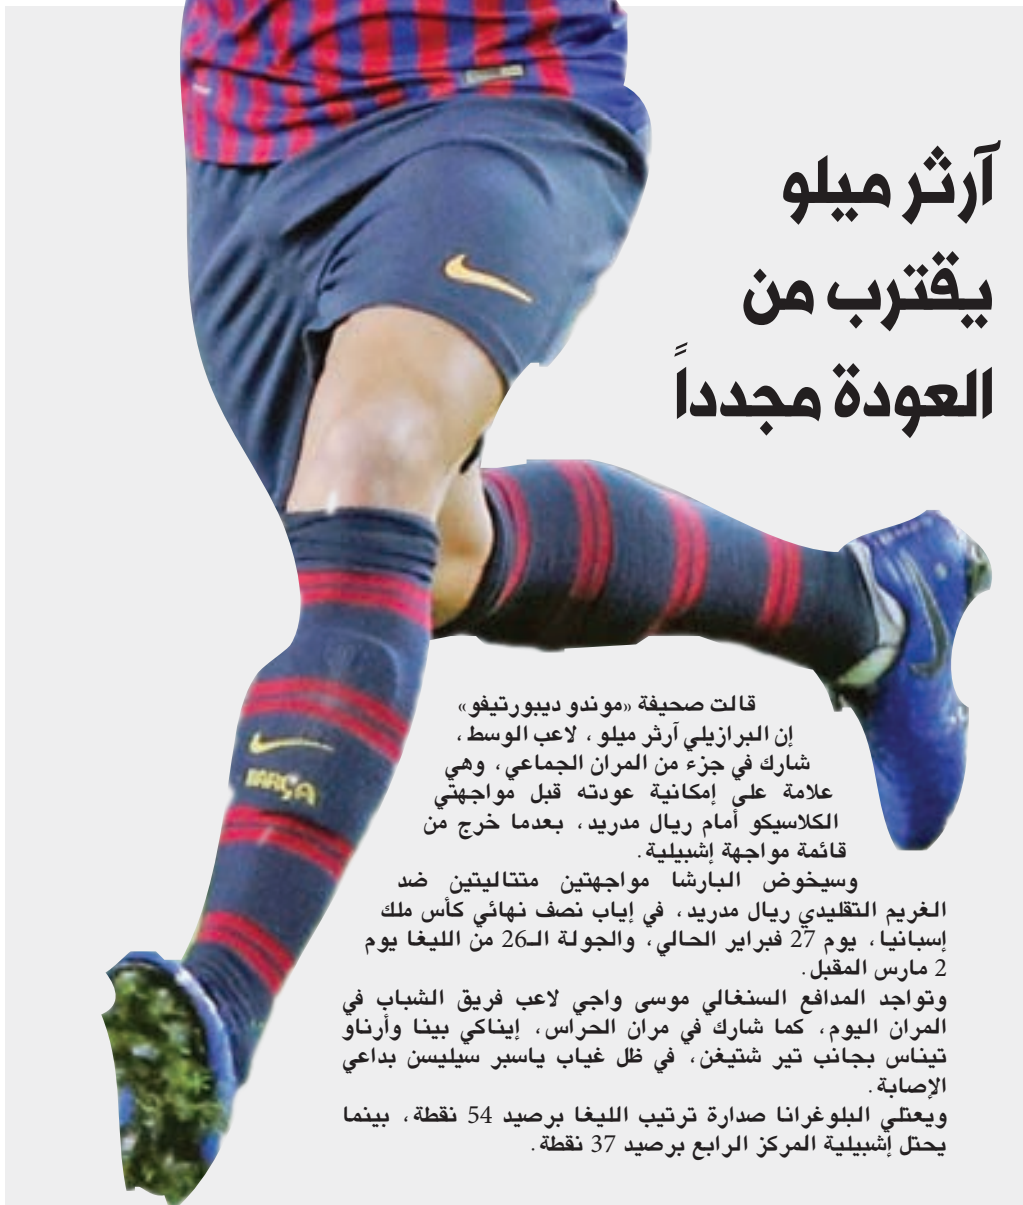 آرثر ميلو
يقترب من
العودة مجدداً
قالت صحيفة «موندو ديبورتيفو»
إن البرازيلي آرثر ميلو، لاعب الوسط،
شارك في جزء من المران الجماعي، وهي
علامة على إمكانية عودته قبل مواجهتي
الكلاسيكو أمام ريال مدريد، بعدما خرج من
قائمة مواجهة إشبيلية.
وسيخوض البارشا مواجهتين متتاليتين ضد
الغريم التقليدي ريال مدريد، في إياب نصف نهائي كأس ملك
إسبانيا، يوم 27 فبراير الحالي، والجولة الـ26 من الليغا يوم
2 مارس المقبل.
وتواجد المدافع السنغالي موسى واجي لاعب فريق الشباب في
المران اليوم، كما شارك في مران الحراس، إيناكي بينا وأرناو
تيناس بجانب تير شتيغن، في ظل غياب ياسبر سيليسن بداعي
الإصابة.
ويعتلي البلوغرانا صدارة ترتيب الليغا برصيد 54 نقطة، بينما
يحتل إشبيلية المركز الرابع برصيد 37 نقطة.
BARÇA